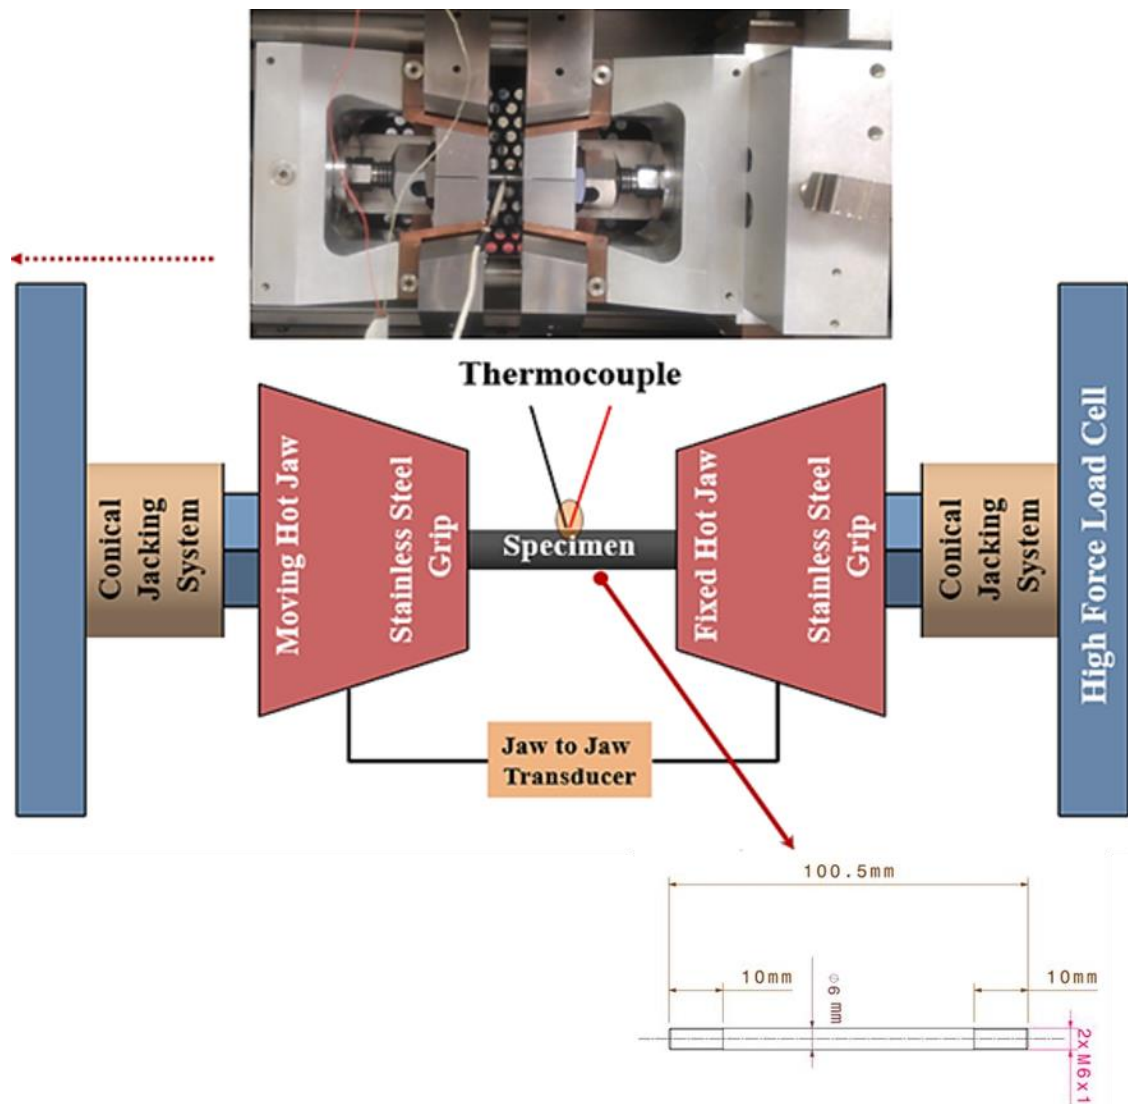 Thermocouple
Conical
Jacking
System
Moving Hot Jaw
Stainless Steel
Grip
Specimen
Fixed Hot Jaw
Stainless Steel
Grip
Conical
Jacking
System
High Force Load Cell
Jaw to Jaw
Transducer
100.5mm
10mm
Φ6 mm
10mm
2xM6x1